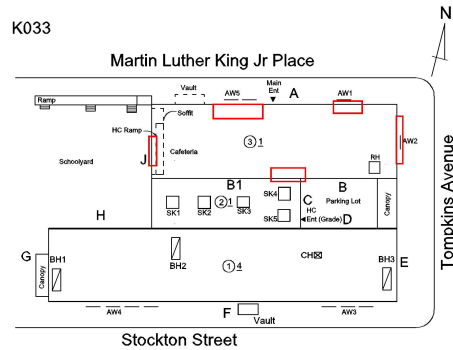 N
K033
Martin Luther King Jr Place
Vault
Main
Ent
A
AW5
AW1
Ramp
Soffit
HC Ramp
AW2
Schoolyard
J
Cafeteria
3 1
RH
B1
SK4
B
C
Parking Lot
Canopy
2 1
SK1
SK2
SK3
SK5
HC
Ent (Grade)
D
H
Tompkins Avenue
G
Canopy
BH1
BH2
1 4
CH
BH3
E
AW4
F
Vault
AW3
Stockton Street